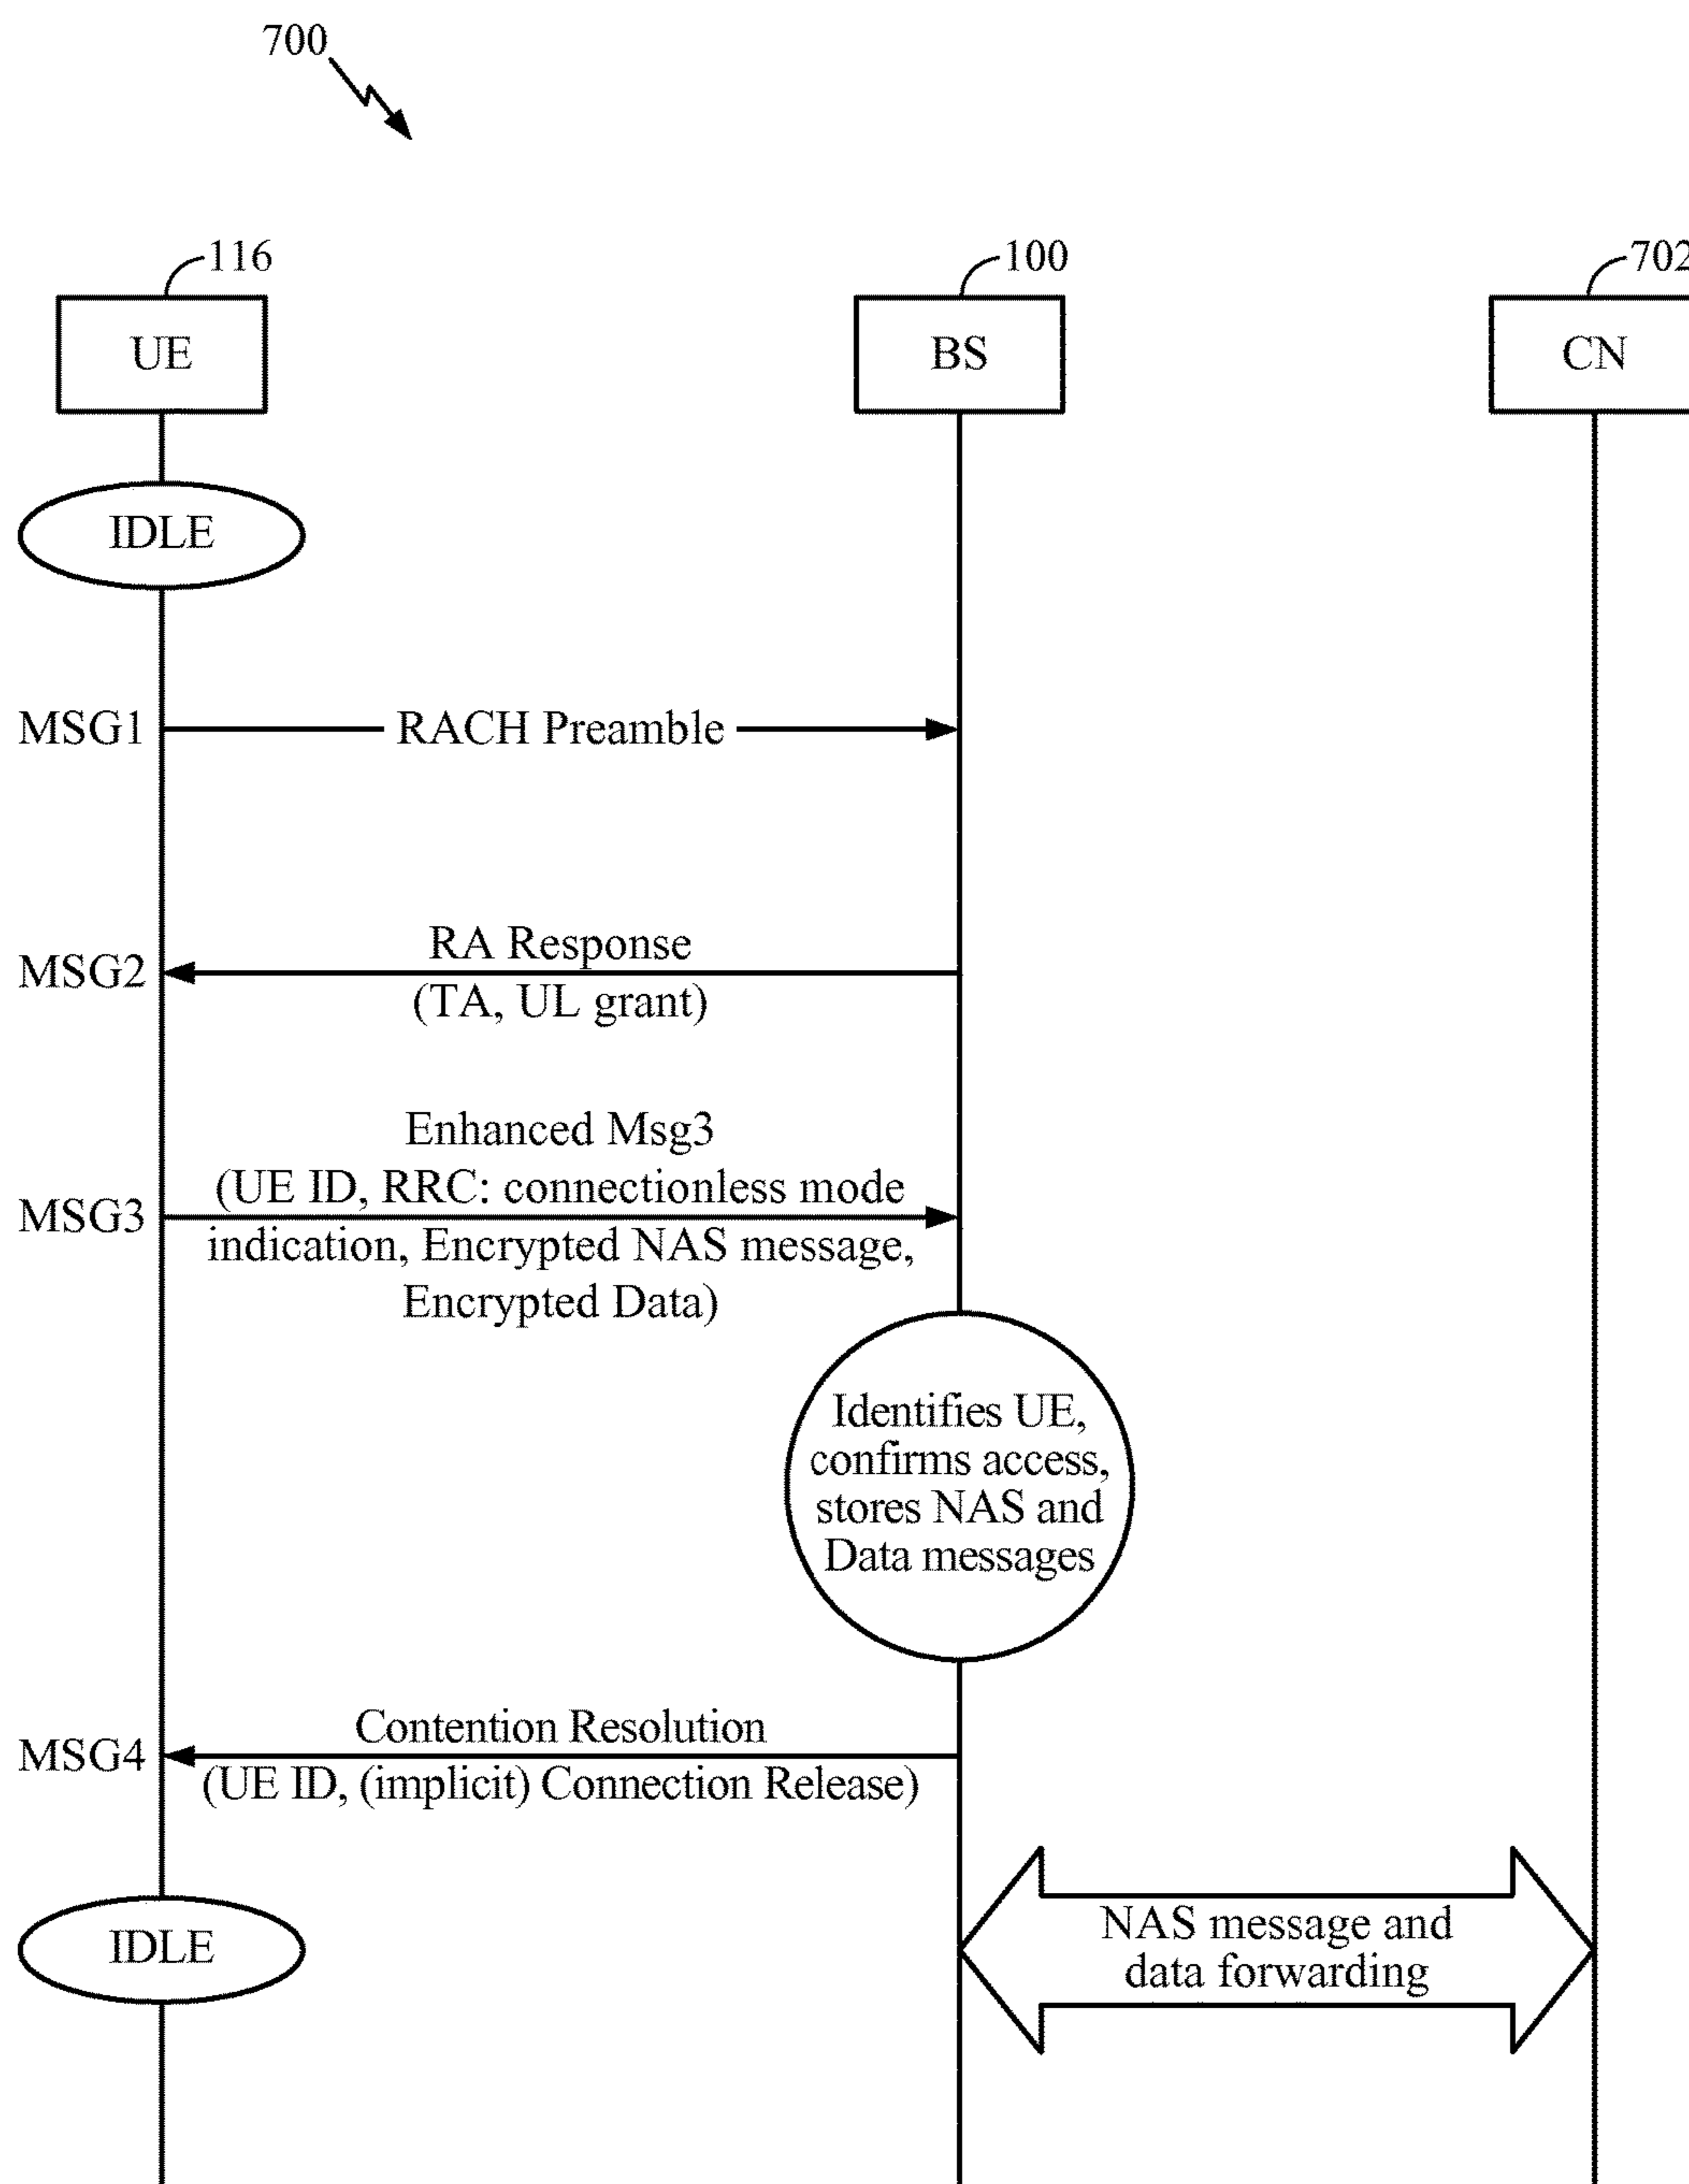 700
116
100
702
UE
BS
CN
IDLE
MSG1
RACH Preamble
RA Response
MSG2
(TA, UL grant)
Enhanced Msg3
(UE ID, RRC: connectionless mode
MSG3
indication, Encrypted NAS message,
Encrypted Data)
Identifies UE,
confirms access,
stores NAS and
Data messages
Contention Resolution
MSG4
(UE ID, (implicit) Connection Release)
IDLE
NAS message and
data forwarding